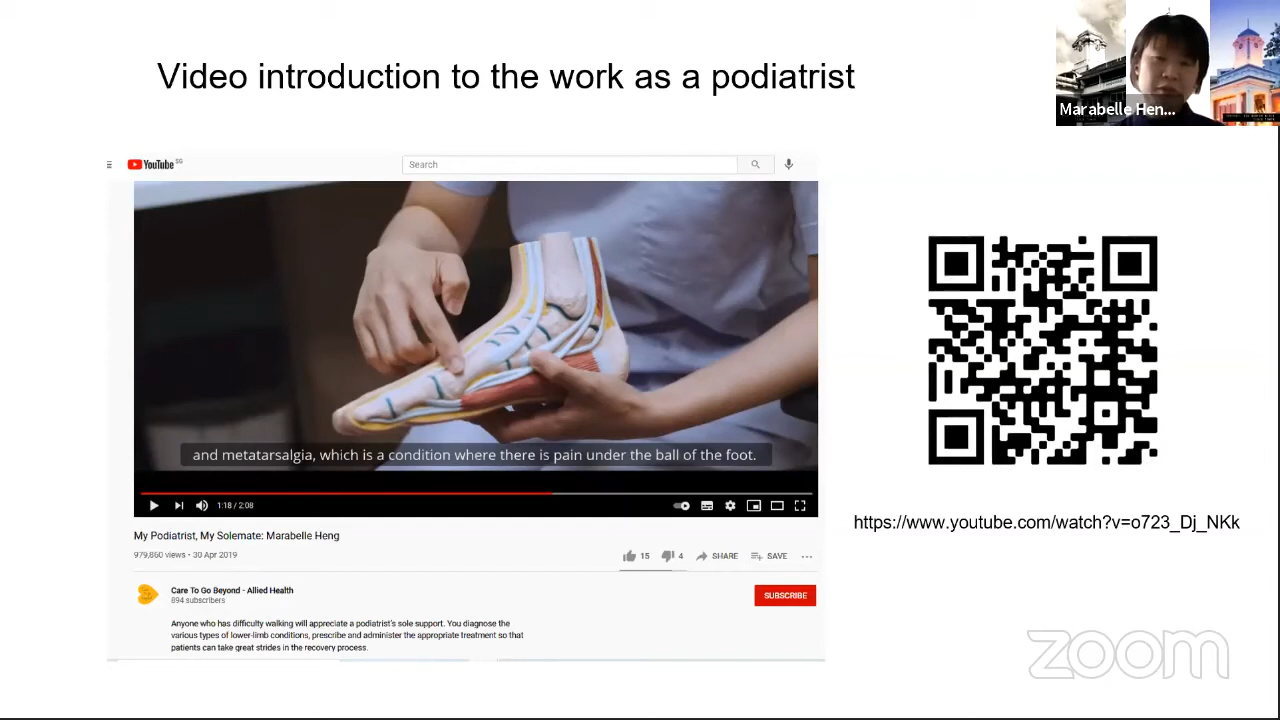 Video introduction to the work as a podiatrist
Marabelle Hen...
YouTube SG
Search
and metatarsalgia, which is a condition where there is pain under the ball of the foot.
1:18 / 2:08
My Podiatrist, My Solemate: Marabelle Heng
979,860 views • 30 Apr 2019
15
4
SHARE
SAVE
Care To Go Beyond - Allied Health
894 subscribers
SUBSCRIBE
Anyone who has difficulty walking will appreciate a podiatrist's sole support. You diagnose the
various types of lower-limb conditions, prescribe and administer the appropriate treatment so that
patients can take great strides in the recovery process.
https://www.youtube.com/watch?v=o723_Dj_NKk
zoom